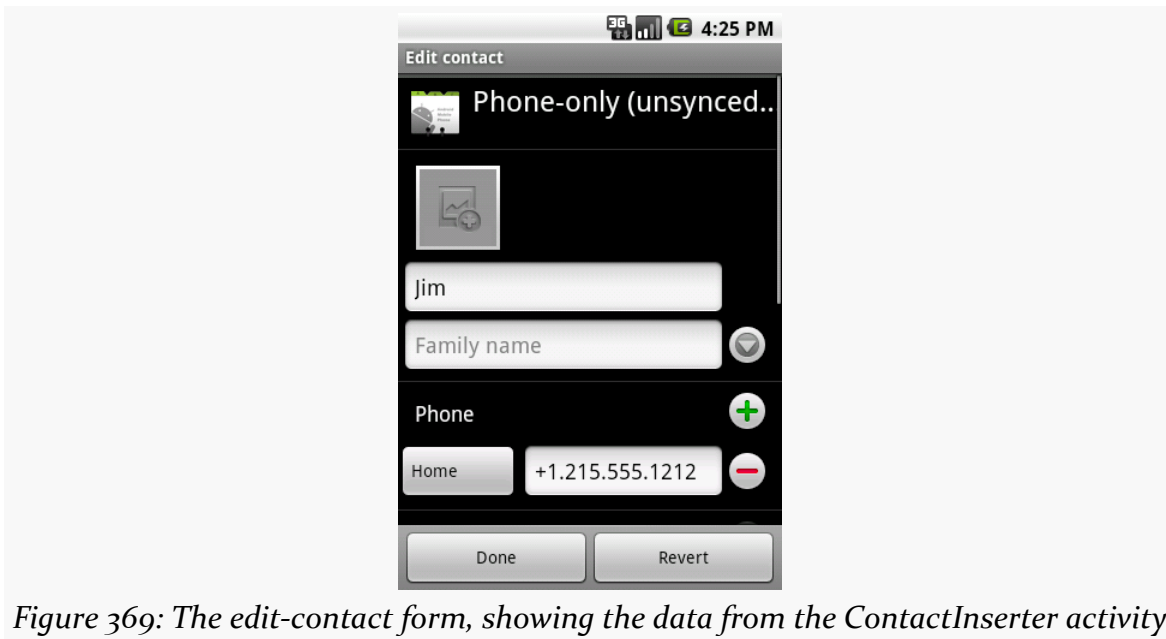 3G 4:25 PM
Edit contact
Phone-only (unsynced..
Jim
Family name
Phone
Home +1.215.555.1212
Done Revert
Figure 369: The edit-contact form, showing the data from the ContactInserter activity